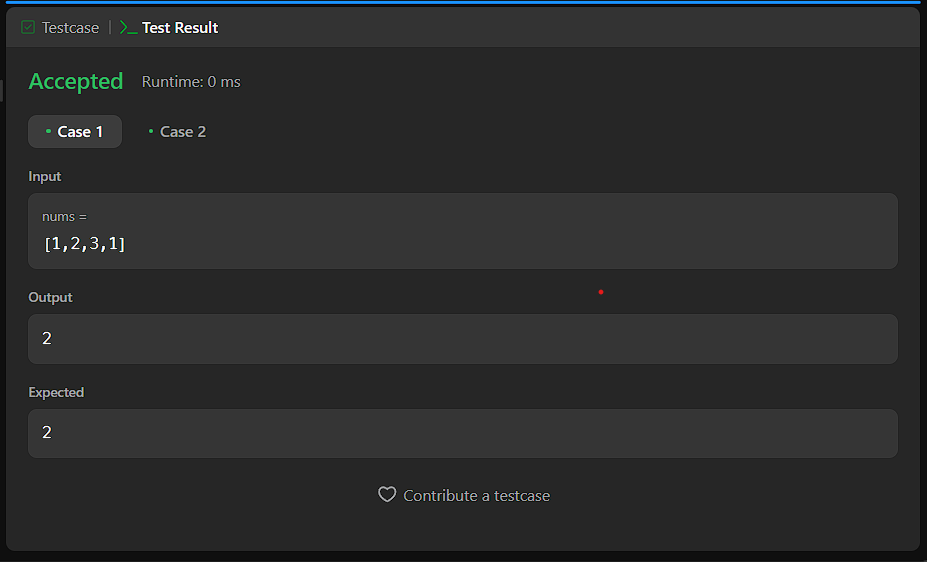 Testcase | >_ Test Result
Accepted Runtime: 0 ms
• Case 1 • Case 2
Input
nums =
[1,2,3,1]
Output
2
Expected
2
Contribute a testcase